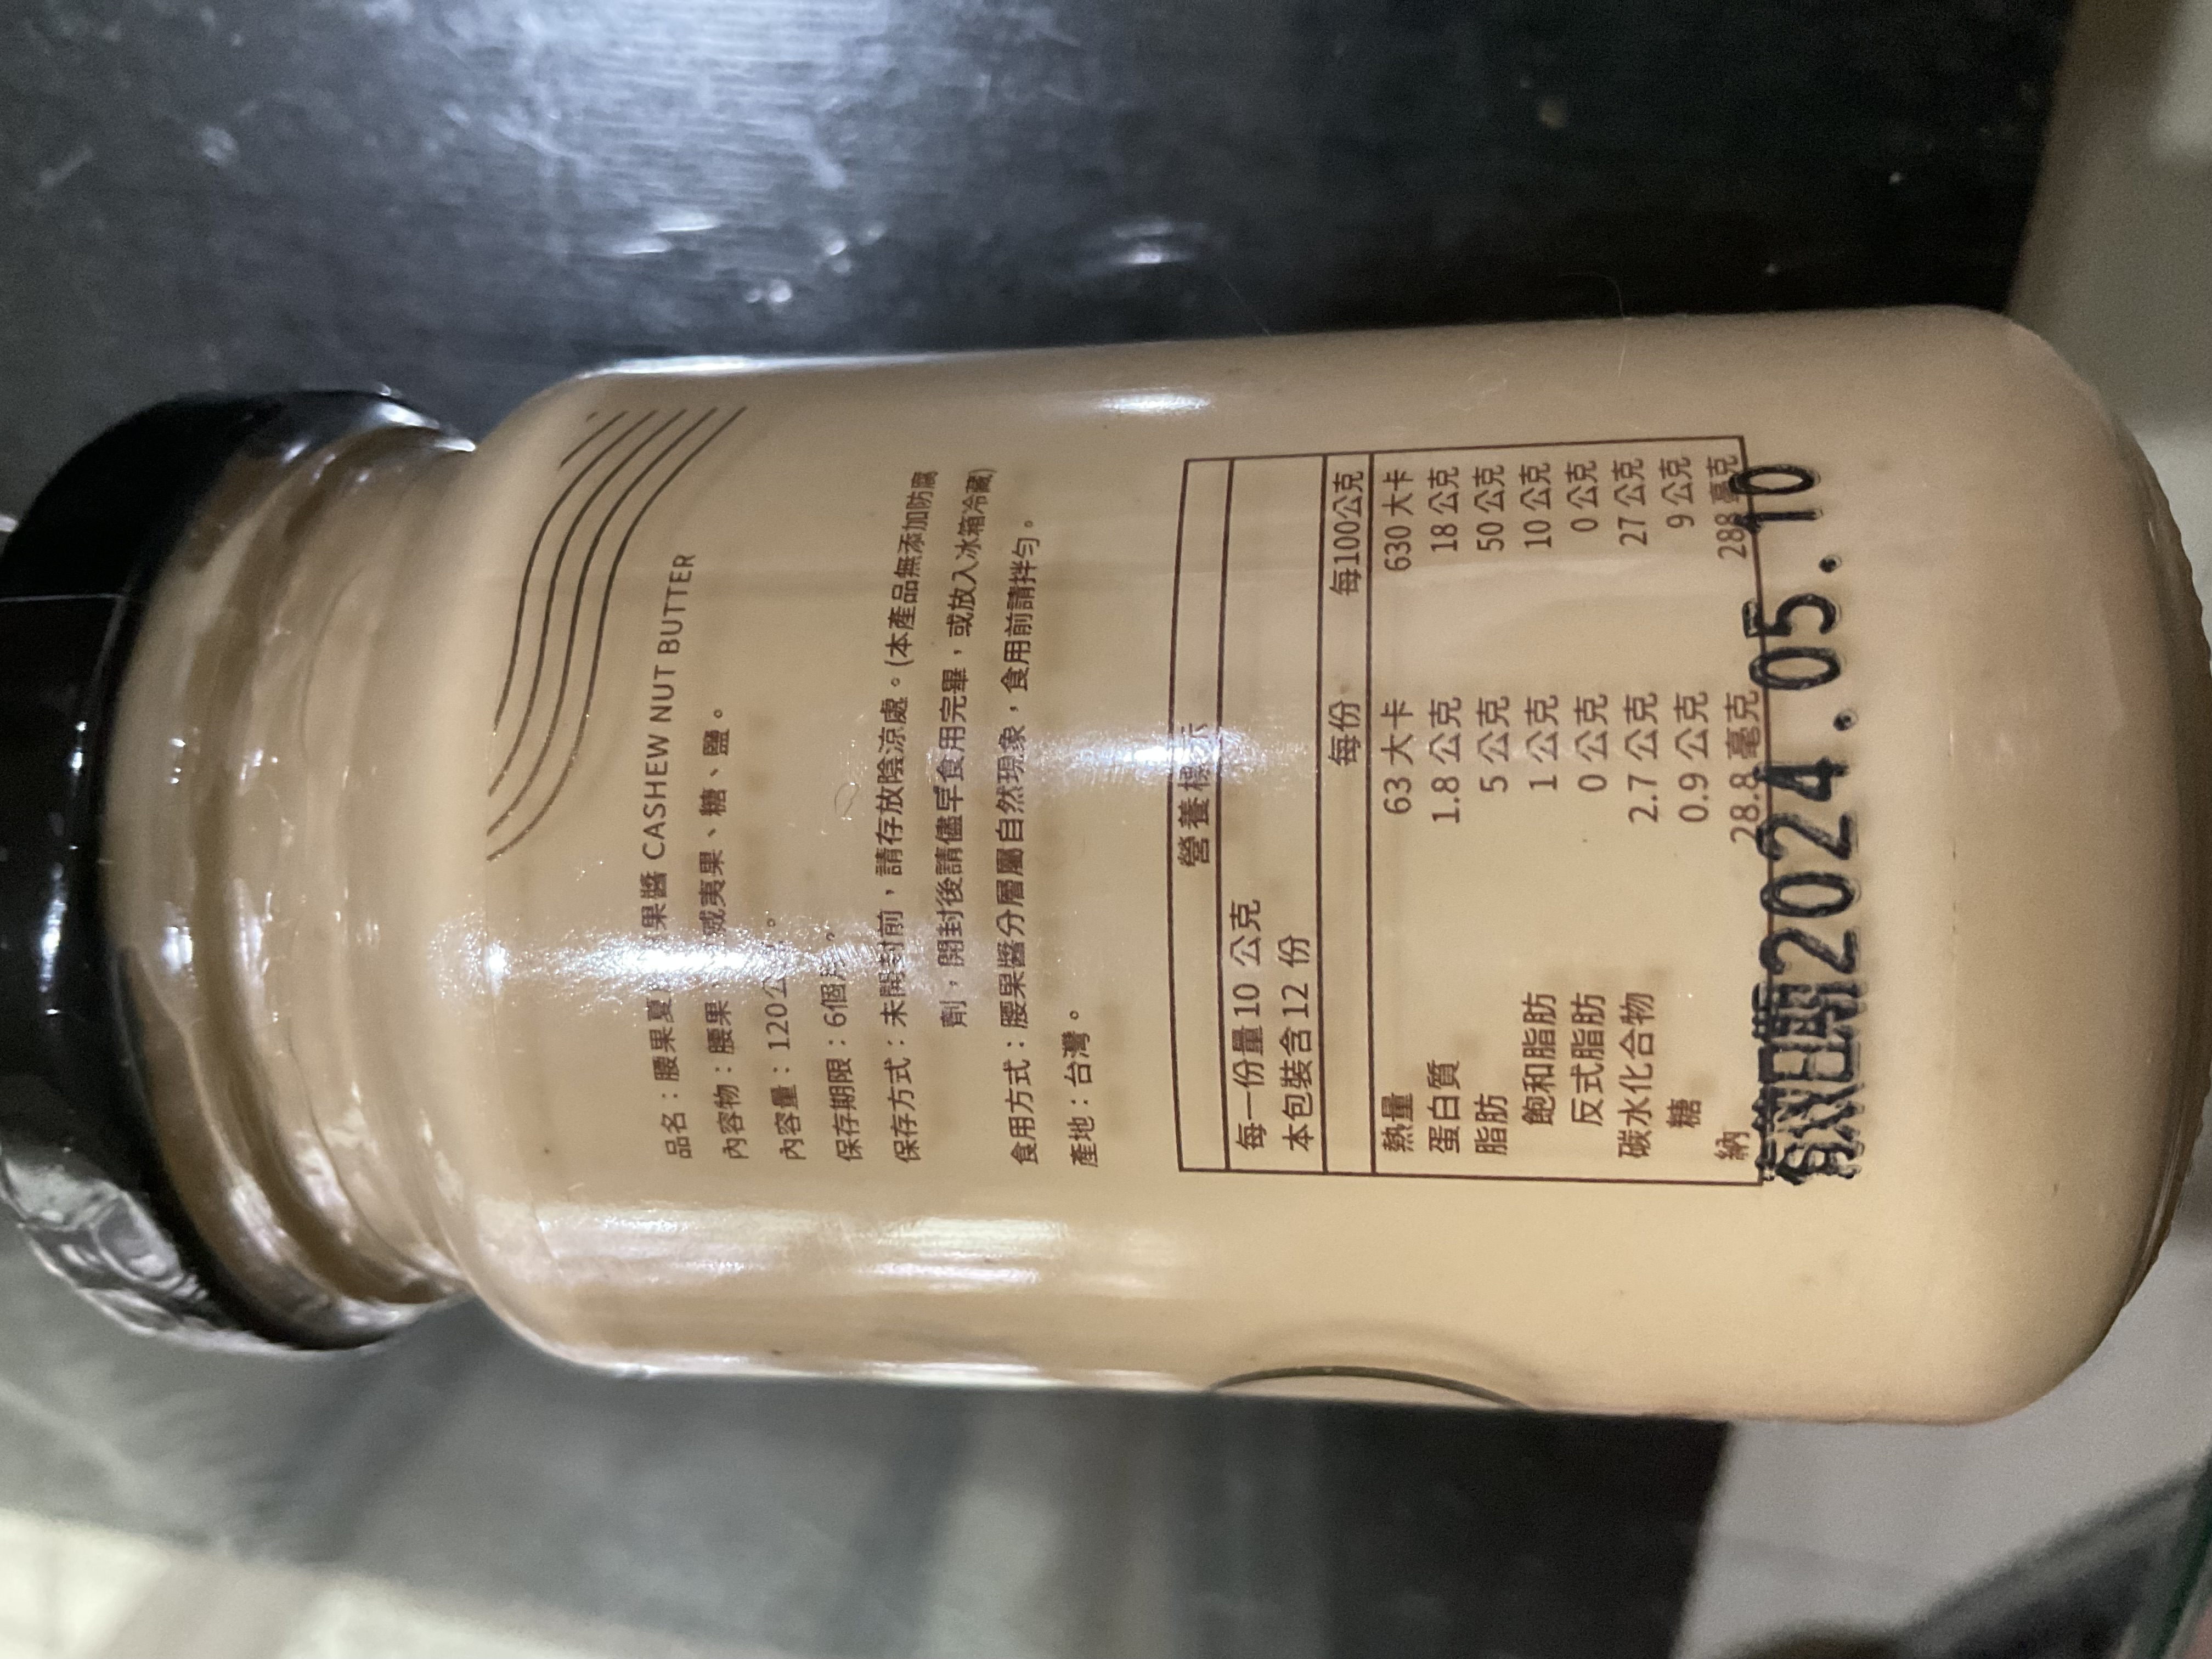 品名：腰果夏 果醬 CASHEW NUT BUTTER
內容物：腰果、 威夷果、糖、鹽。
內容量：120公 。
保存期限：6個月。
保存方式：未開封前，請存放陰涼處。(本產品無添加防腐
劑，開封後請儘早食用完畢，或放入冰箱冷藏)
食用方式：腰果醬分層屬自然現象，食用前請拌勻。
產地：台灣。
營養標示
每一份量 10 公克
本包裝含 12 份
每份 每100公克
熱量 63 大卡 630 大卡
蛋白質 1.8 公克 18 公克
脂肪 5 公克 50 公克
飽和脂肪 1 公克 10 公克
反式脂肪 0 公克 0 公克
碳水化合物 2.7 公克 27 公克
糖 0.9 公克 9 公克
鈉 28.8 毫克 288 毫克
有效日期2024.05.10